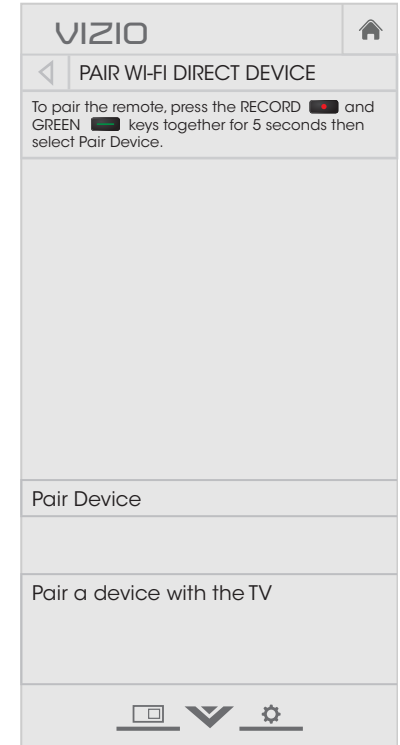 VIZIO
PAIR WI-FI DIRECT DEVICE
To pair the remote, press the RECORD and
GREEN keys together for 5 seconds then
select Pair Device.
Pair Device
Pair a device with the TV